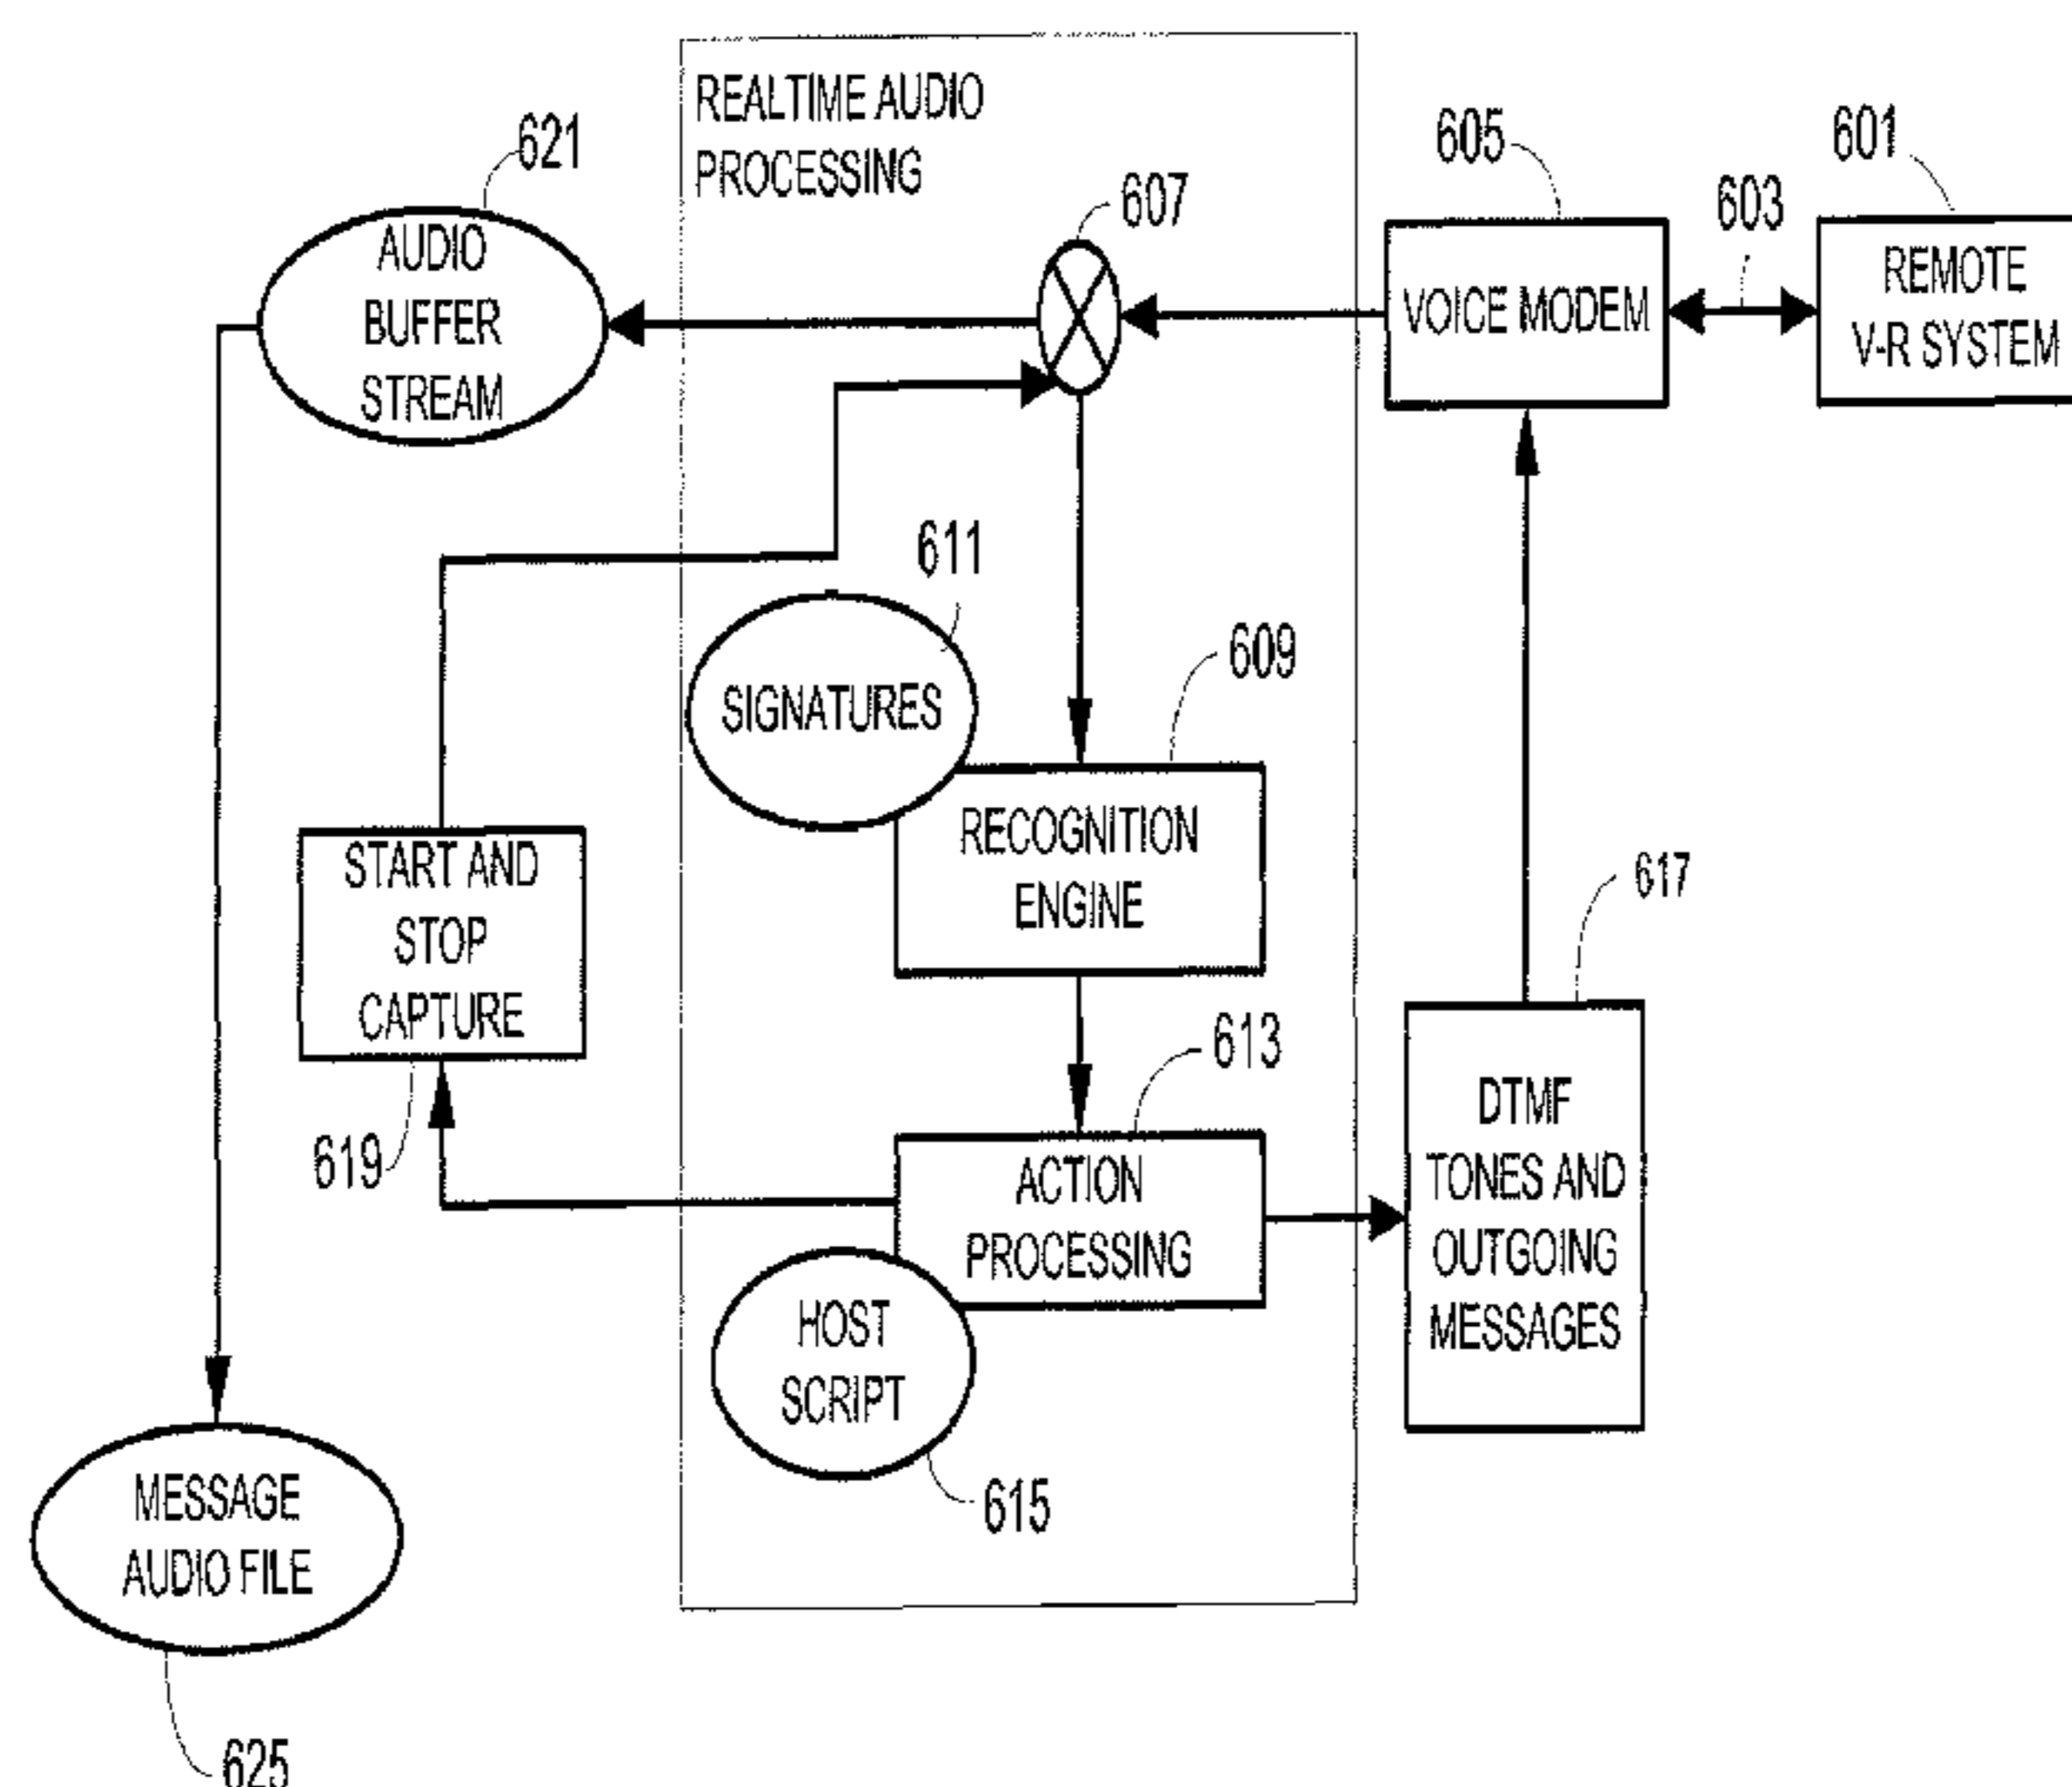 REALTIME AUDIO
PROCESSING
621
607
605
603
601
AUDIO
BUFFER
STREAM
VOICE MODEM
REMOTE
V-R SYSTEM
611
SIGNATURES
609
RECOGNITION
ENGINE
START AND
STOP
CAPTURE
619
617
613
ACTION
PROCESSING
DTMF
TONES AND
OUTGOING
MESSAGES
HOST
SCRIPT
615
MESSAGE
AUDIO FILE
625